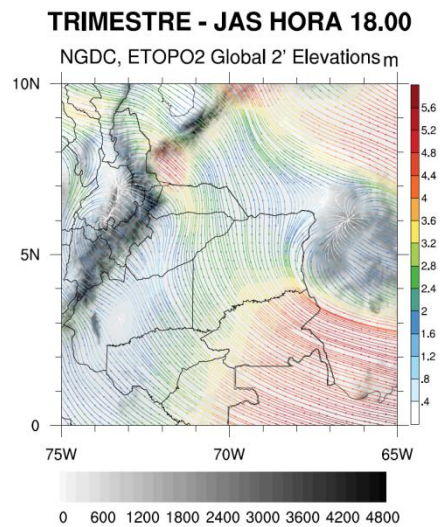 TRIMESTRE - JAS HORA 18.00
NGDC, ETOPO2 Global 2' Elevations m
10N
5N
0
75W 70W 65W
5.6
5.2
4.8
4.4
4
3.6
3.2
2.8
2.4
2
1.6
1.2
.8
.4
0 600 1200 1800 2400 3000 3600 4200 4800